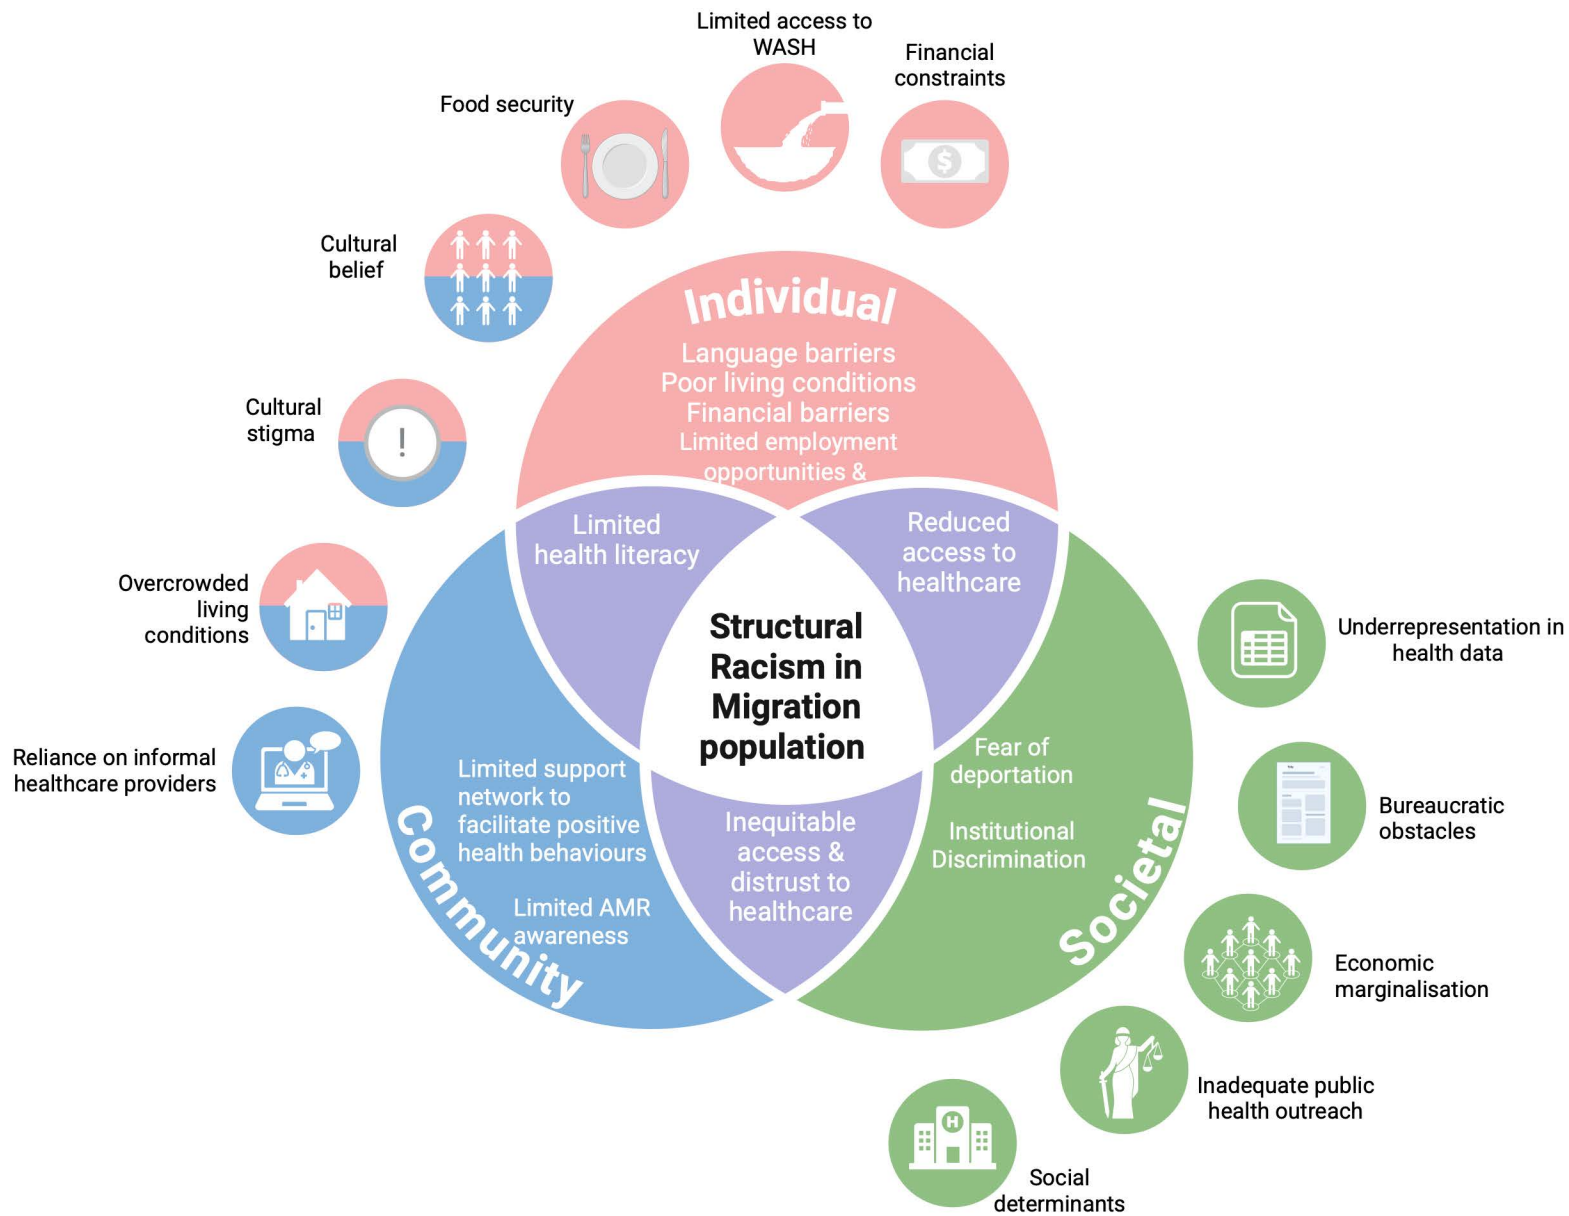 Limited access to
WASH
Financial
constraints
Food security
$
Cultural
belief
Individual
Language barriers
Poor living conditions
Financial barriers
Limited employment
opportunities &
Cultural
stigma
!
Limited
health literacy
Reduced
access to
healthcare
Overcrowded
living
conditions
Structural
Racism in
Migration
population
Underrepresentation in
health data
Reliance on informal
healthcare providers
Limited support
network to
facilitate positive
health behaviours
Limited AMR
awareness
Community
Fear of
deportation
Institutional
Discrimination
Societal
Inequitable
access &
distrust to
healthcare
Bureaucratic
obstacles
Economic
marginalisation
Inadequate public
health outreach
H
Social
determinants